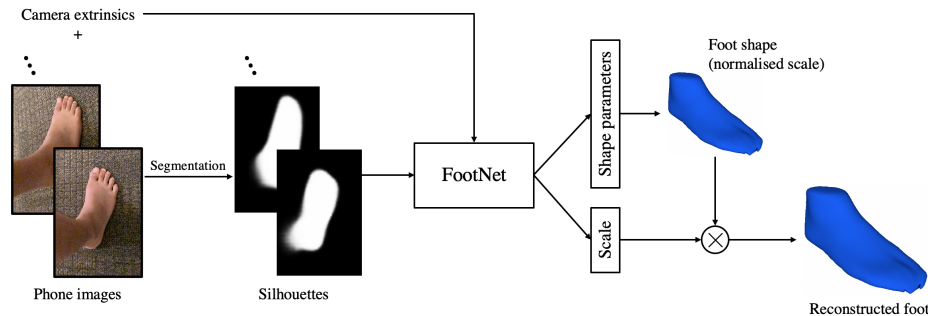 Camera extrinsics
+
Segmentation
Phone images
Silhouettes
FootNet
Shape parameters
Scale
Foot shape
(normalised scale)
Reconstructed foot